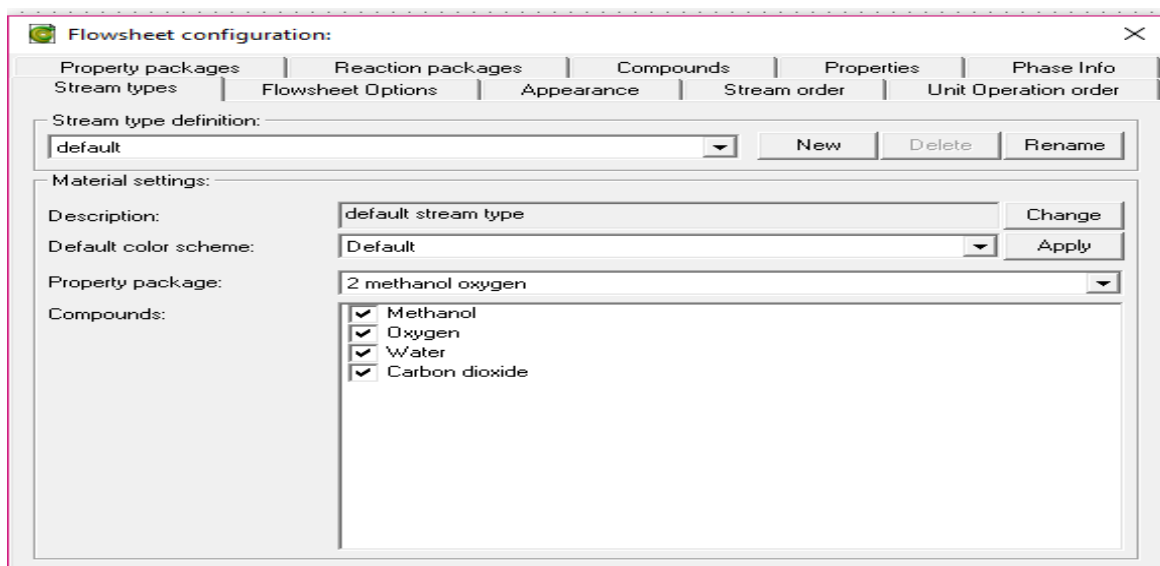 Flowsheet configuration:
Property packages Reaction packages Compounds Properties Phase Info
Stream types Flowsheet Options Appearance Stream order Unit Operation order
Stream type definition:
default New Delete Rename
Material settings:
Description: default stream type Change
Default color scheme: Default Apply
Property package: 2 methanol oxygen
Compounds: Methanol
Oxygen
Water
Carbon dioxide